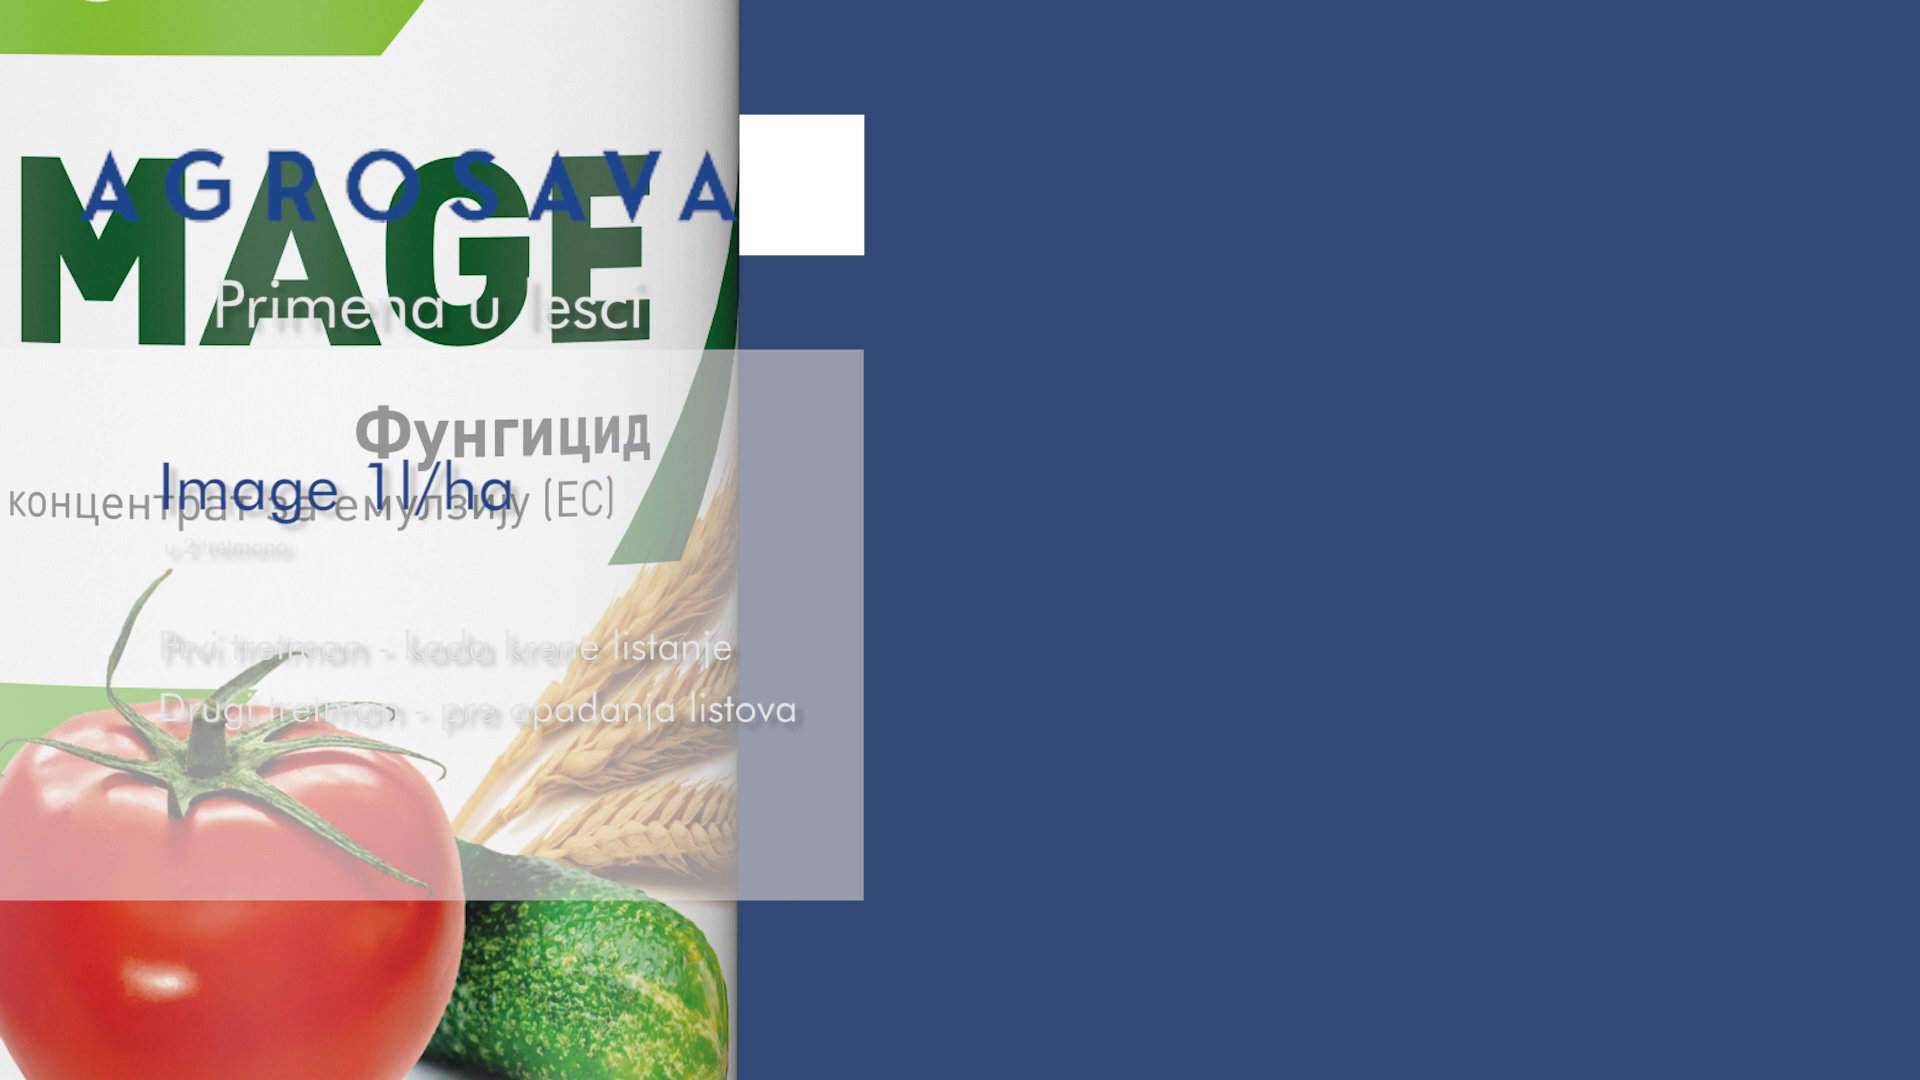 AGROSAVA
MAGE
Primena u lesci
Фунгицид
Image 1l/ha
концентрат за емулзију (EC)
u 2 tretmana
Prvi tretman - kada krene listanje
Drugi tretman - pre opadanja listova